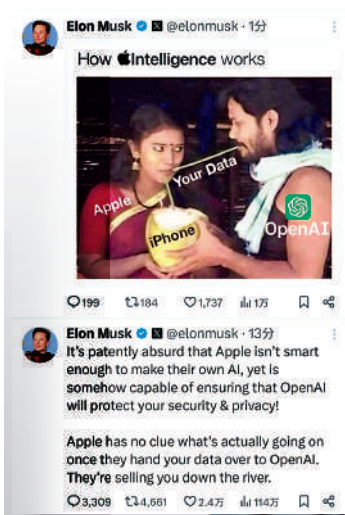 Elon Musk @elonmusk · 1分
How Intelligence works
Your Data
Apple
iPhone
OpenAI
199 184 1,737 1万
Elon Musk @elonmusk · 13分
It's patently absurd that Apple isn't smart
enough to make their own AI, yet is
somehow capable of ensuring that OpenAI
will protect your security & privacy!
Apple has no clue what's actually going on
once they hand your data over to OpenAI.
They're selling you down the river.
3,309 4,661 2.4万 114万